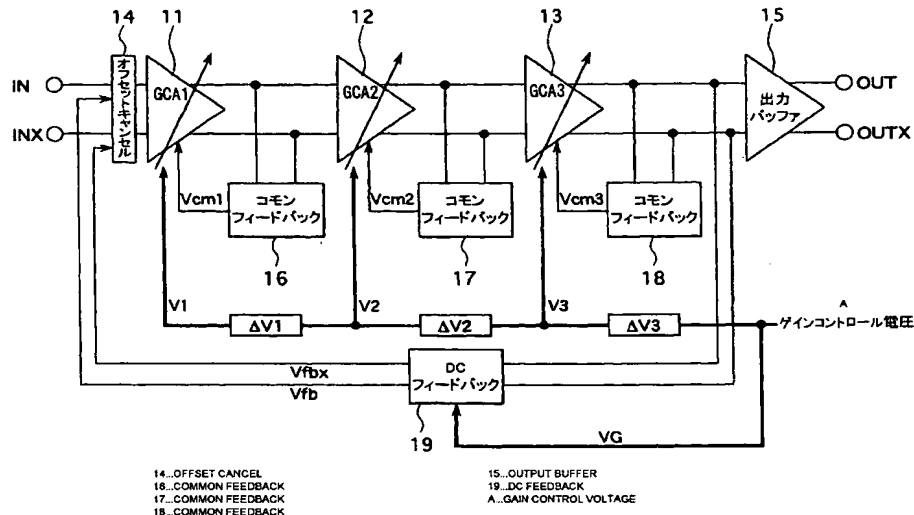 14 11 12 13 15
IN
INX
オフセットキャンセル
GCA1
GCA2
GCA3
出力
バッファ
OUT
OUTX
Vcm1
コモン
フィードバック
16
Vcm2
コモン
フィードバック
17
Vcm3
コモン
フィードバック
18
V1
V2
V3
ΔV1
ΔV2
ΔV3
A
ゲインコントロール電圧
Vfbx
Vfb
DC
フィードバック
19
VG
14...OFFSET CANCEL
16...COMMON FEEDBACK
17...COMMON FEEDBACK
18...COMMON FEEDBACK
15...OUTPUT BUFFER
19...DC FEEDBACK
A...GAIN CONTROL VOLTAGE